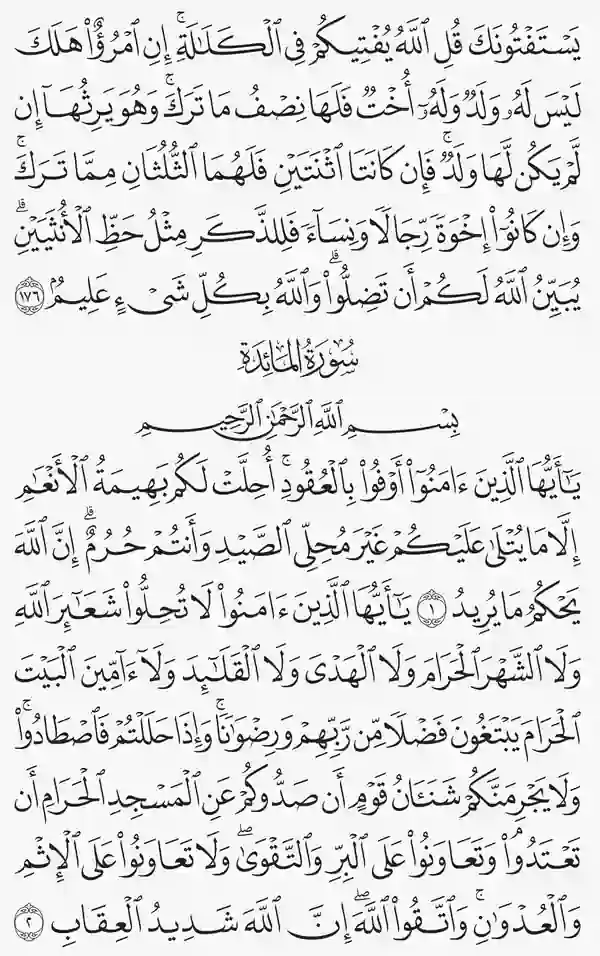 يَسۡتَفۡتُونَكَ قُلِ ٱللَّهُ يُفۡتِيكُمۡ فِي ٱلۡكَلَٰلَةِۚ إِنِ ٱمۡرُؤٌاْ هَلَكَ
لَيۡسَ لَهُۥ وَلَدٞ وَلَهُۥٓ أُخۡتٞ فَلَهَا نِصۡفُ مَا تَرَكَۚ وَهُوَ يَرِثُهَآ إِن
لَّمۡ يَكُن لَّهَا وَلَدٞۚ فَإِن كَانَتَا ٱثۡنَتَيۡنِ فَلَهُمَا ٱلثُّلُثَانِ مِمَّا تَرَكَۚ
وَإِن كَانُوٓاْ إِخۡوَةٗ رِّجَالٗا وَنِسَآءٗ فَلِلذَّكَرِ مِثۡلُ حَظِّ ٱلۡأُنثَيَيۡنِۗ
يُبَيِّنُ ٱللَّهُ لَكُمۡ أَن تَضِلُّواْۗ وَٱللَّهُ بِكُلِّ شَيۡءٍ عَلِيمُۢ ١٧٦
سُورَةُ المَائِدَةِ
بِسۡمِ ٱللَّهِ ٱلرَّحۡمَٰنِ ٱلرَّحِيمِ
يَٰٓأَيُّهَا ٱلَّذِينَ ءَامَنُوٓاْ أَوۡفُواْ بِٱلۡعُقُودِۚ أُحِلَّتۡ لَكُم بَهِيمَةُ ٱلۡأَنۡعَٰمِ
إِلَّا مَا يُتۡلَىٰ عَلَيۡكُمۡ غَيۡرَ مُحِلِّي ٱلصَّيۡدِ وَأَنتُمۡ حُرُمٌۗ إِنَّ ٱللَّهَ
يَحۡكُمُ مَا يُرِيدُ ١ يَٰٓأَيُّهَا ٱلَّذِينَ ءَامَنُواْ لَا تُحِلُّواْ شَعَٰٓئِرَ ٱللَّهِ
وَلَا ٱلشَّهۡرَ ٱلۡحَرَامَ وَلَا ٱلۡهَدۡيَ وَلَا ٱلۡقَلَٰٓئِدَ وَلَآ ءَآمِّينَ ٱلۡبَيۡتَ
ٱلۡحَرَامَ يَبۡتَغُونَ فَضۡلٗا مِّن رَّبِّهِمۡ وَرِضۡوَٰنٗاۚ وَإِذَا حَلَلۡتُمۡ فَٱصۡطَادُواْۚ
وَلَا يَجۡرِمَنَّكُمۡ شَنَـَٔانُ قَوۡمٍ أَن صَدُّوكُمۡ عَنِ ٱلۡمَسۡجِدِ ٱلۡحَرَامِ أَن
تَعۡتَدُواْۘ وَتَعَاوَنُواْ عَلَى ٱلۡبِرِّ وَٱلتَّقۡوَىٰۖ وَلَا تَعَاوَنُواْ عَلَى ٱلۡإِثۡمِ
وَٱلۡعُدۡوَٰنِۚ وَٱتَّقُواْ ٱللَّهَۖ إِنَّ ٱللَّهَ شَدِيدُ ٱلۡعِقَابِ ٢